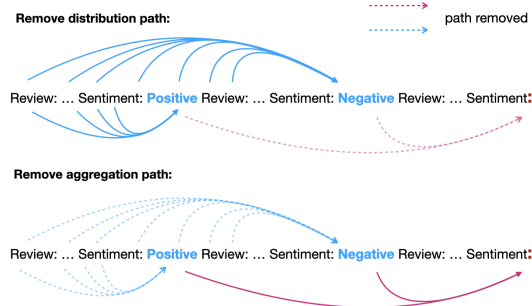 Remove distribution path:
path removed
Review: ... Sentiment: Positive Review: ... Sentiment: Negative Review: ... Sentiment:
Remove aggregation path:
Review: ... Sentiment: Positive Review: ... Sentiment: Negative Review: ... Sentiment: